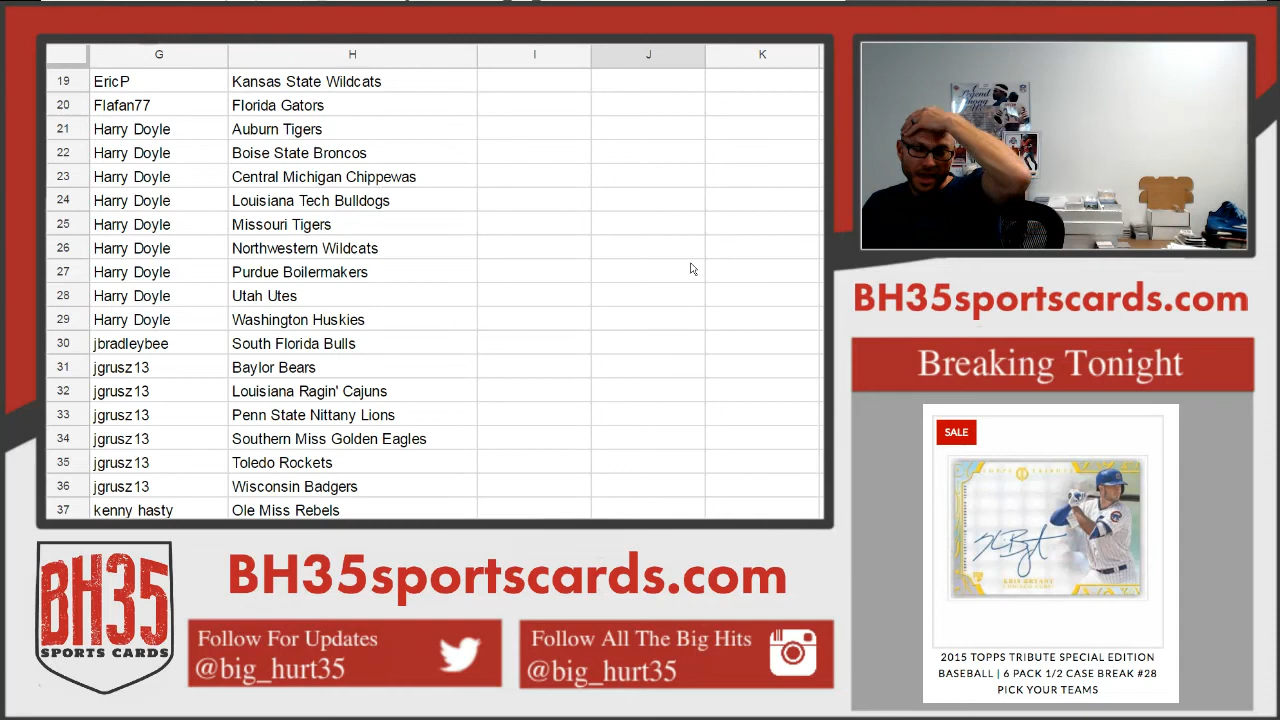 G H I J K
19 EricP Kansas State Wildcats
20 Flafan77 Florida Gators
21 Harry Doyle Auburn Tigers
22 Harry Doyle Boise State Broncos
23 Harry Doyle Central Michigan Chippewas
24 Harry Doyle Louisiana Tech Bulldogs
25 Harry Doyle Missouri Tigers
26 Harry Doyle Northwestern Wildcats
27 Harry Doyle Purdue Boilermakers
28 Harry Doyle Utah Utes
29 Harry Doyle Washington Huskies
30 jbradleybee South Florida Bulls
31 jgrusz13 Baylor Bears
32 jgrusz13 Louisiana Ragin' Cajuns
33 jgrusz13 Penn State Nittany Lions
34 jgrusz13 Southern Miss Golden Eagles
35 jgrusz13 Toledo Rockets
36 jgrusz13 Wisconsin Badgers
37 kenny hasty Ole Miss Rebels
BH35sportscards.com
Breaking Tonight
SALE
TOPPS TRIBUTE
KRIS BRYANT
2015 TOPPS TRIBUTE SPECIAL EDITION
BASEBALL | 6 PACK 1/2 CASE BREAK #28
PICK YOUR TEAMS
BH35
SPORTS CARDS
BH35sportscards.com
Follow For Updates
@big_hurt35
Follow All The Big Hits
@big_hurt35